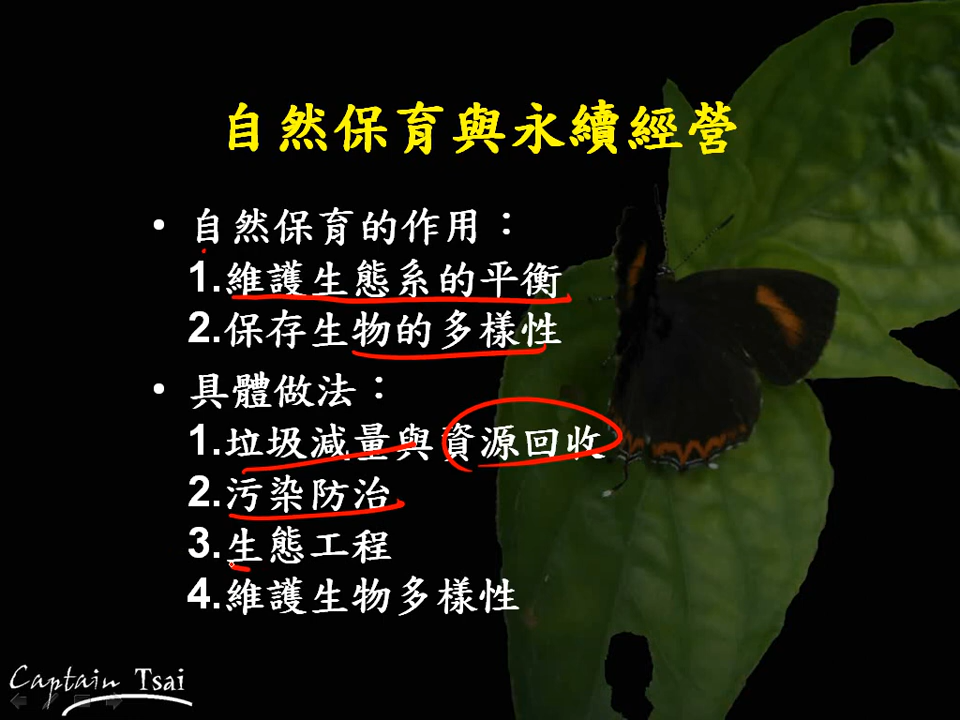 自然保育與永續經營
• 自然保育的作用：
1.維護生態系的平衡
2.保存生物的多樣性
• 具體做法：
1.垃圾減量與資源回收
2.污染防治
3.生態工程
4.維護生物多樣性
Captain Tsai